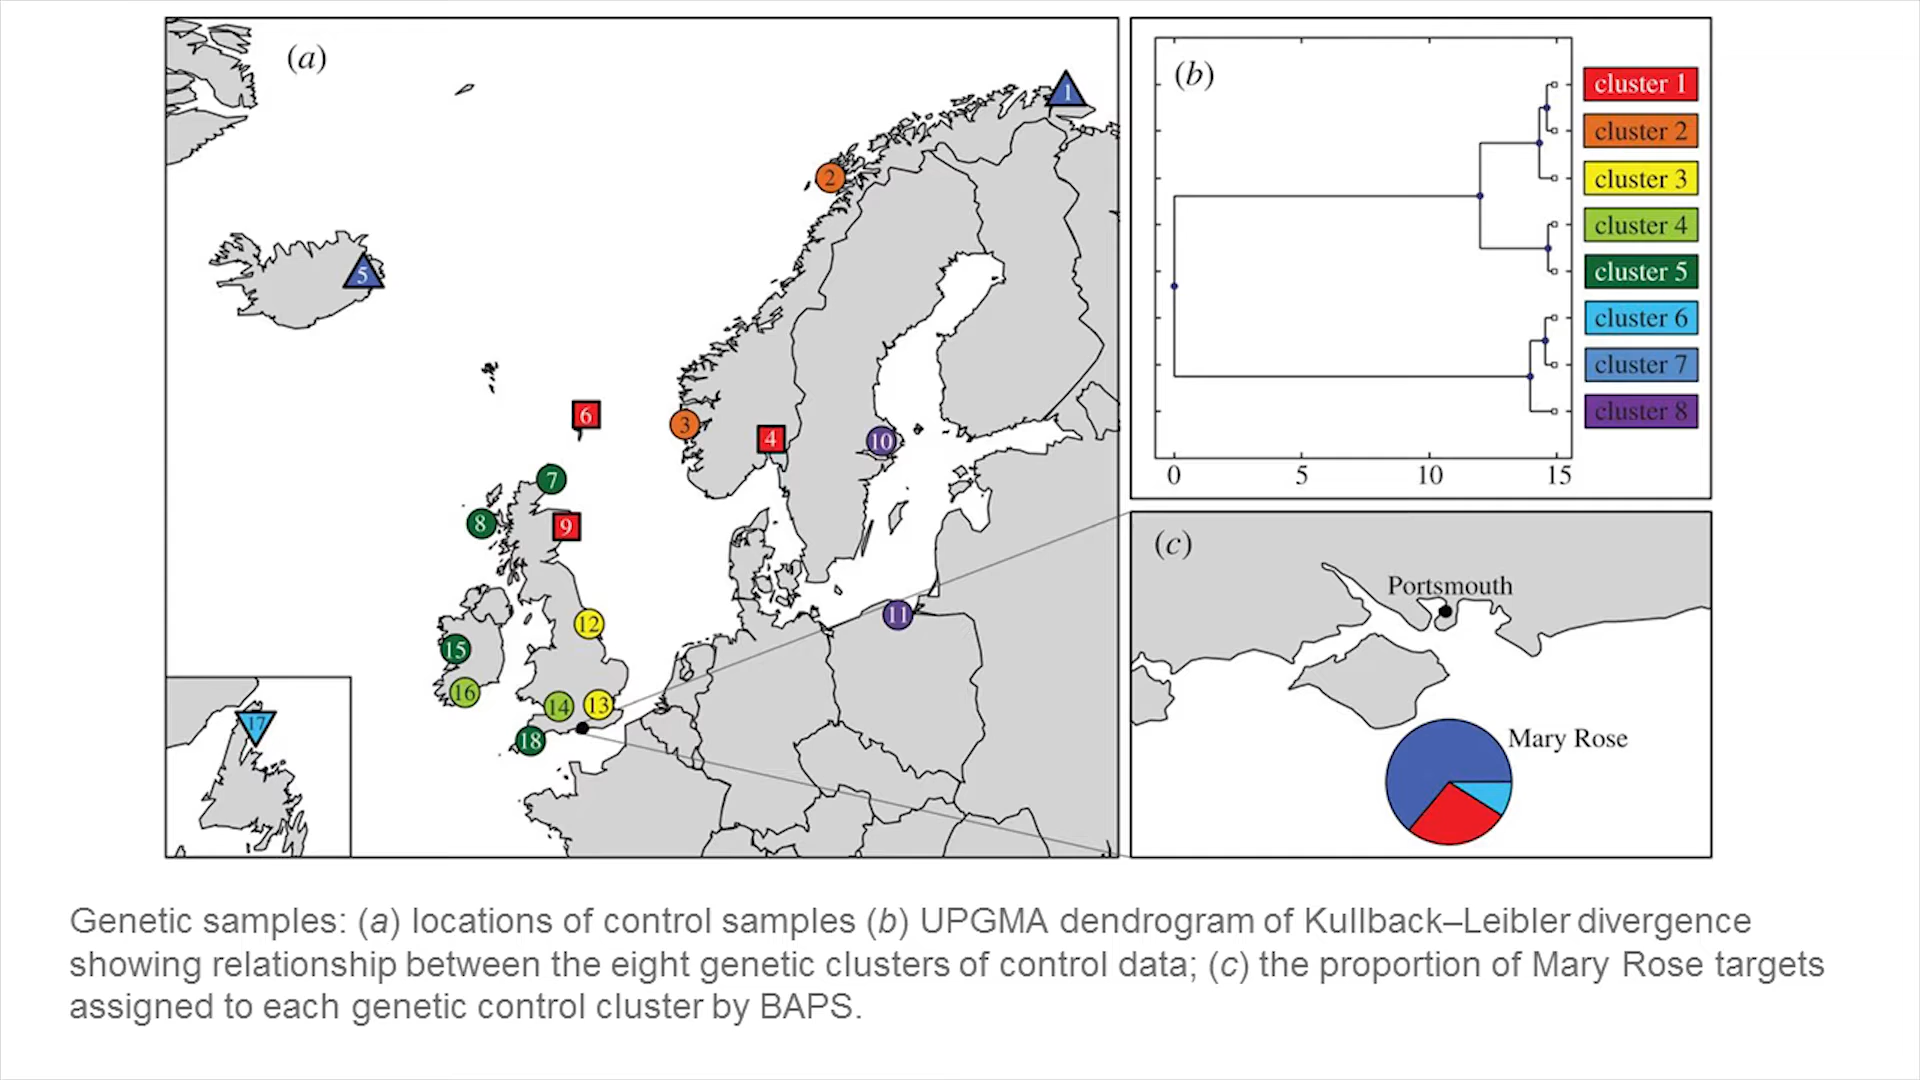 (a)
1
2
5
6
3
4
10
7
8
9
12
11
15
16
14
13
18
17
(b)
cluster 1
cluster 2
cluster 3
cluster 4
cluster 5
cluster 6
cluster 7
cluster 8
0 5 10 15
(c)
Portsmouth
Mary Rose
Genetic samples: (a) locations of control samples (b) UPGMA dendrogram of Kullback–Leibler divergence
showing relationship between the eight genetic clusters of control data; (c) the proportion of Mary Rose targets
assigned to each genetic control cluster by BAPS.